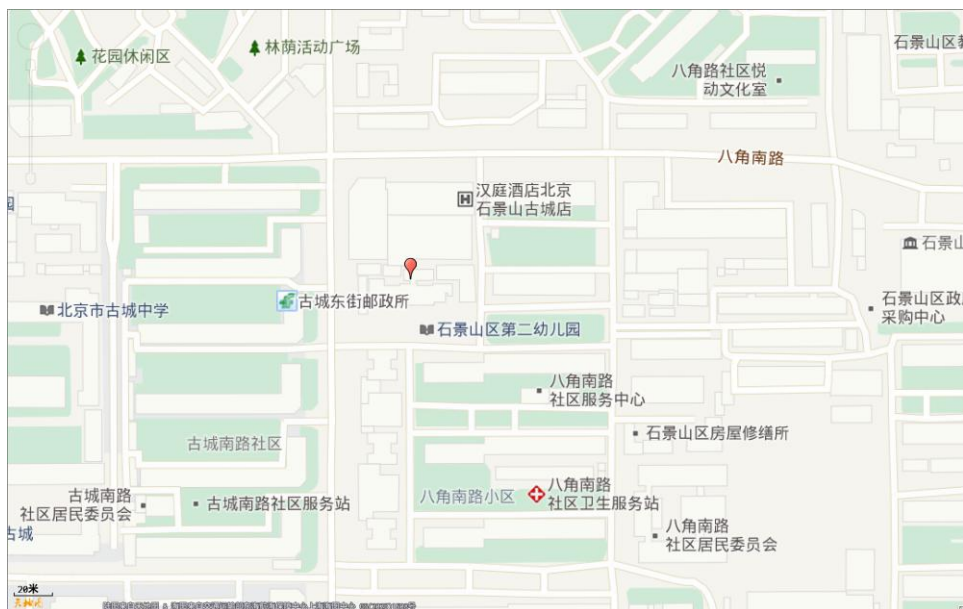 林荫活动广场
花园休闲区
石景山区教
八角路社区悦
动文化室
八角南路
园
汉庭酒店北京
石景山古城店
石景山
古城东街邮政所
北京市古城中学
石景山区政府
采购中心
石景山区第二幼儿园
八角南路
社区服务中心
石景山区房屋修缮所
古城南路社区
八角南路小区
八角南路
社区卫生服务站
古城南路
社区居民委员会
古城南路社区服务站
古城
八角南路
社区居民委员会
20米
天地图